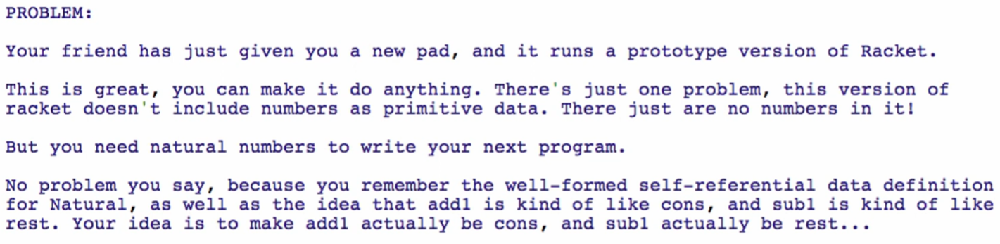 PROBLEM:
Your friend has just given you a new pad, and it runs a prototype version of Racket.
This is great, you can make it do anything. There's just one problem, this version of
racket doesn't include numbers as primitive data. There just are no numbers in it!
But you need natural numbers to write your next program.
No problem you say, because you remember the well-formed self-referential data definition
for Natural, as well as the idea that add1 is kind of like cons, and sub1 is kind of like
rest. Your idea is to make add1 actually be cons, and sub1 actually be rest...